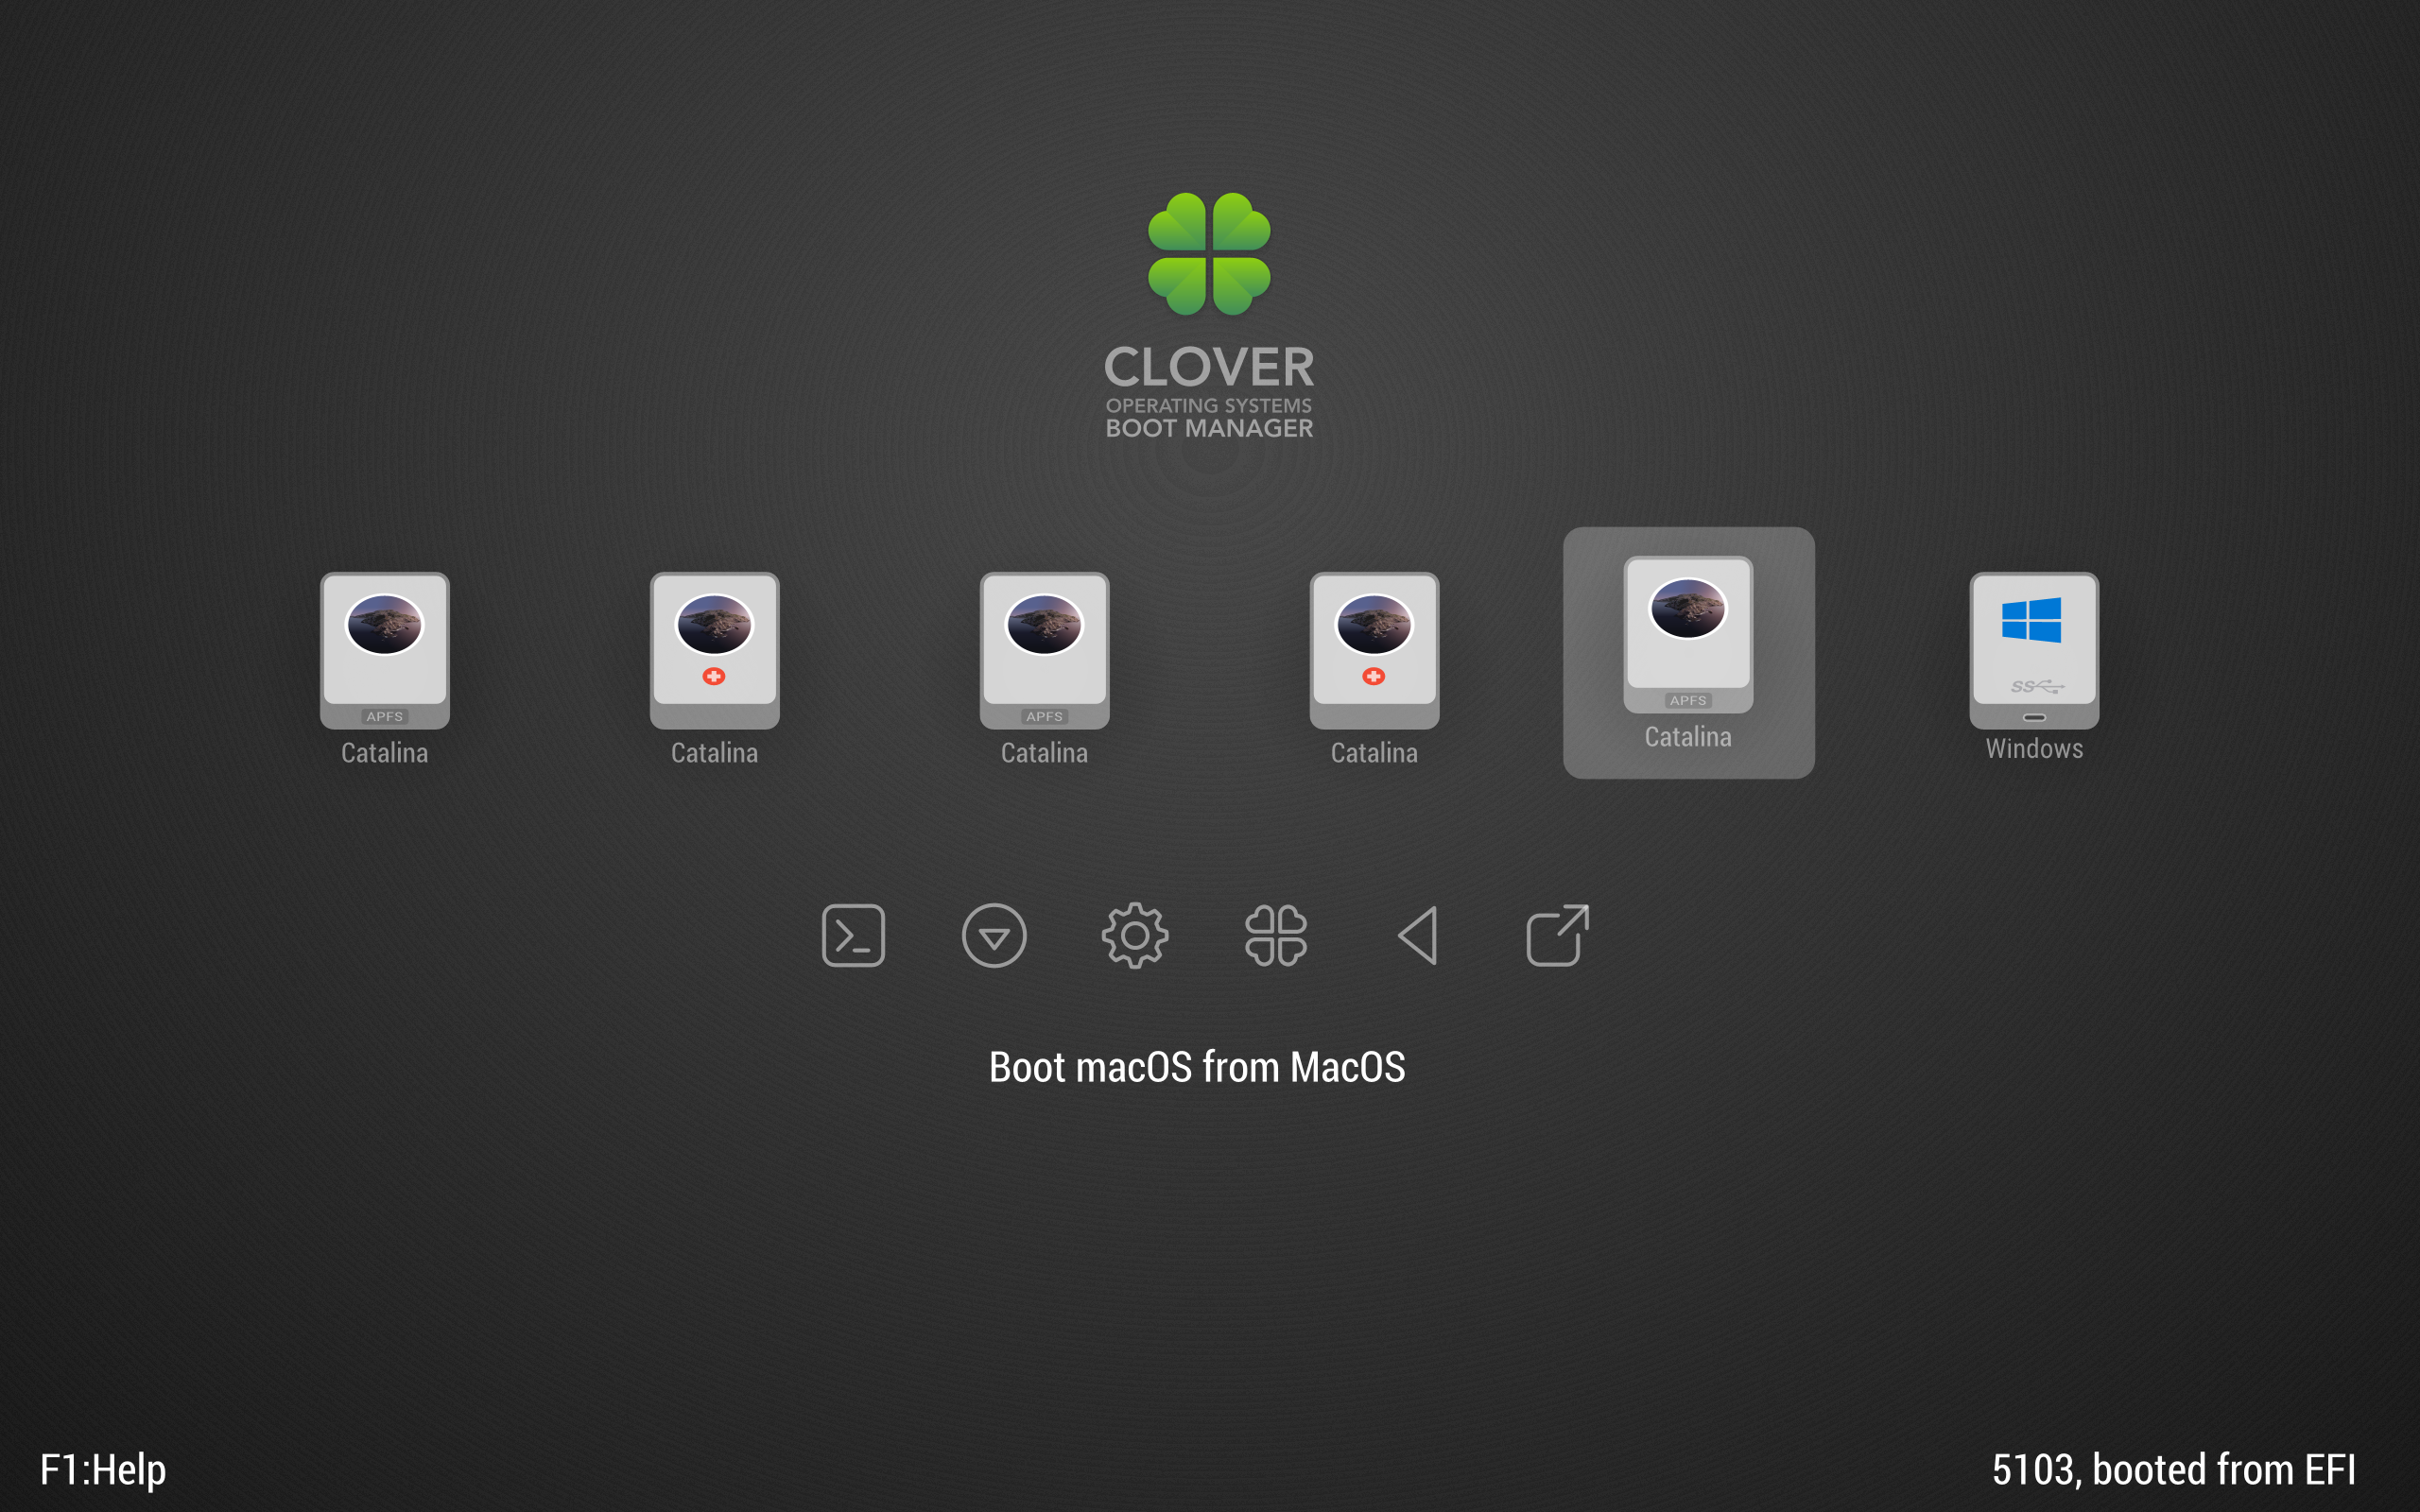 CLOVER
OPERATING SYSTEMS
BOOT MANAGER
APFS
Catalina
Catalina
APFS
Catalina
Catalina
APFS
Catalina
SS
Windows
Boot macOS from MacOS
F1:Help
5103, booted from EFI